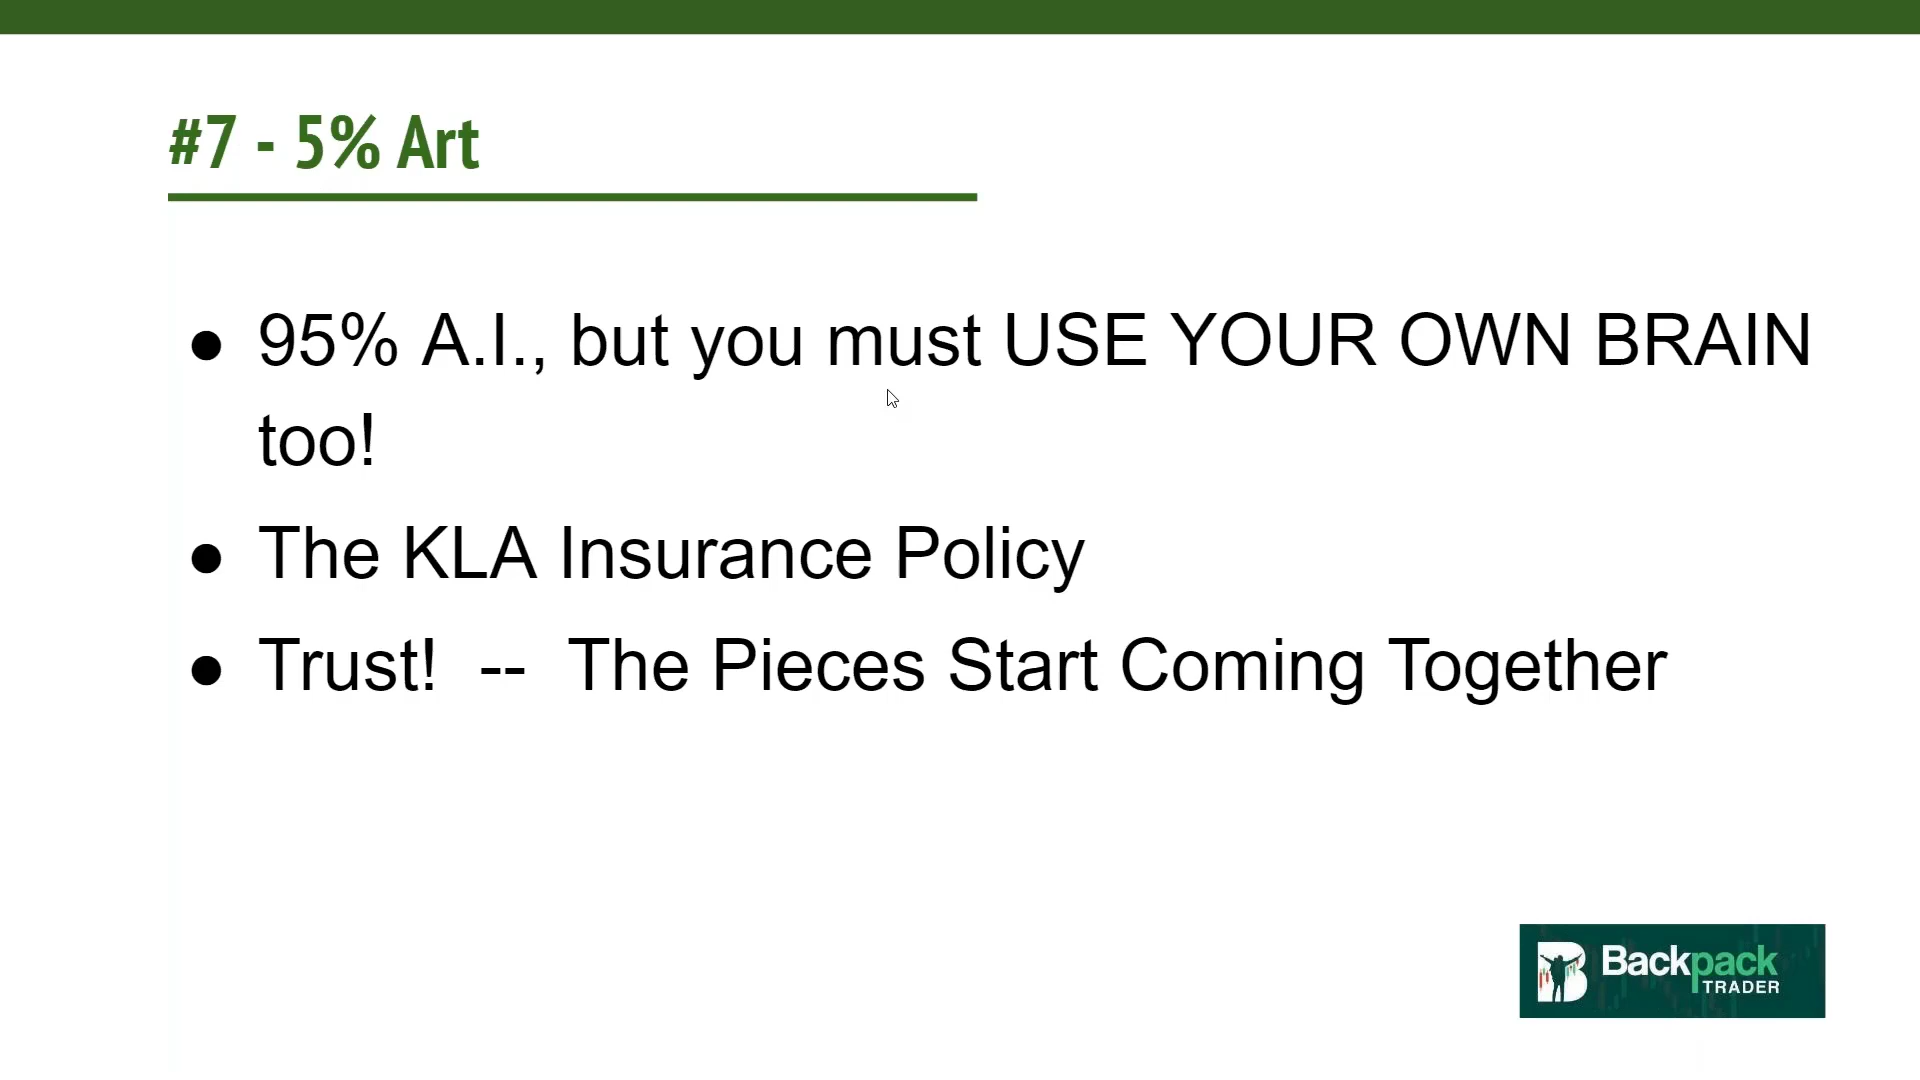 #7 - 5% Art
● 95% A.I., but you must USE YOUR OWN BRAIN
too!
● The KLA Insurance Policy
● Trust!  --  The Pieces Start Coming Together
B Backpack
TRADER